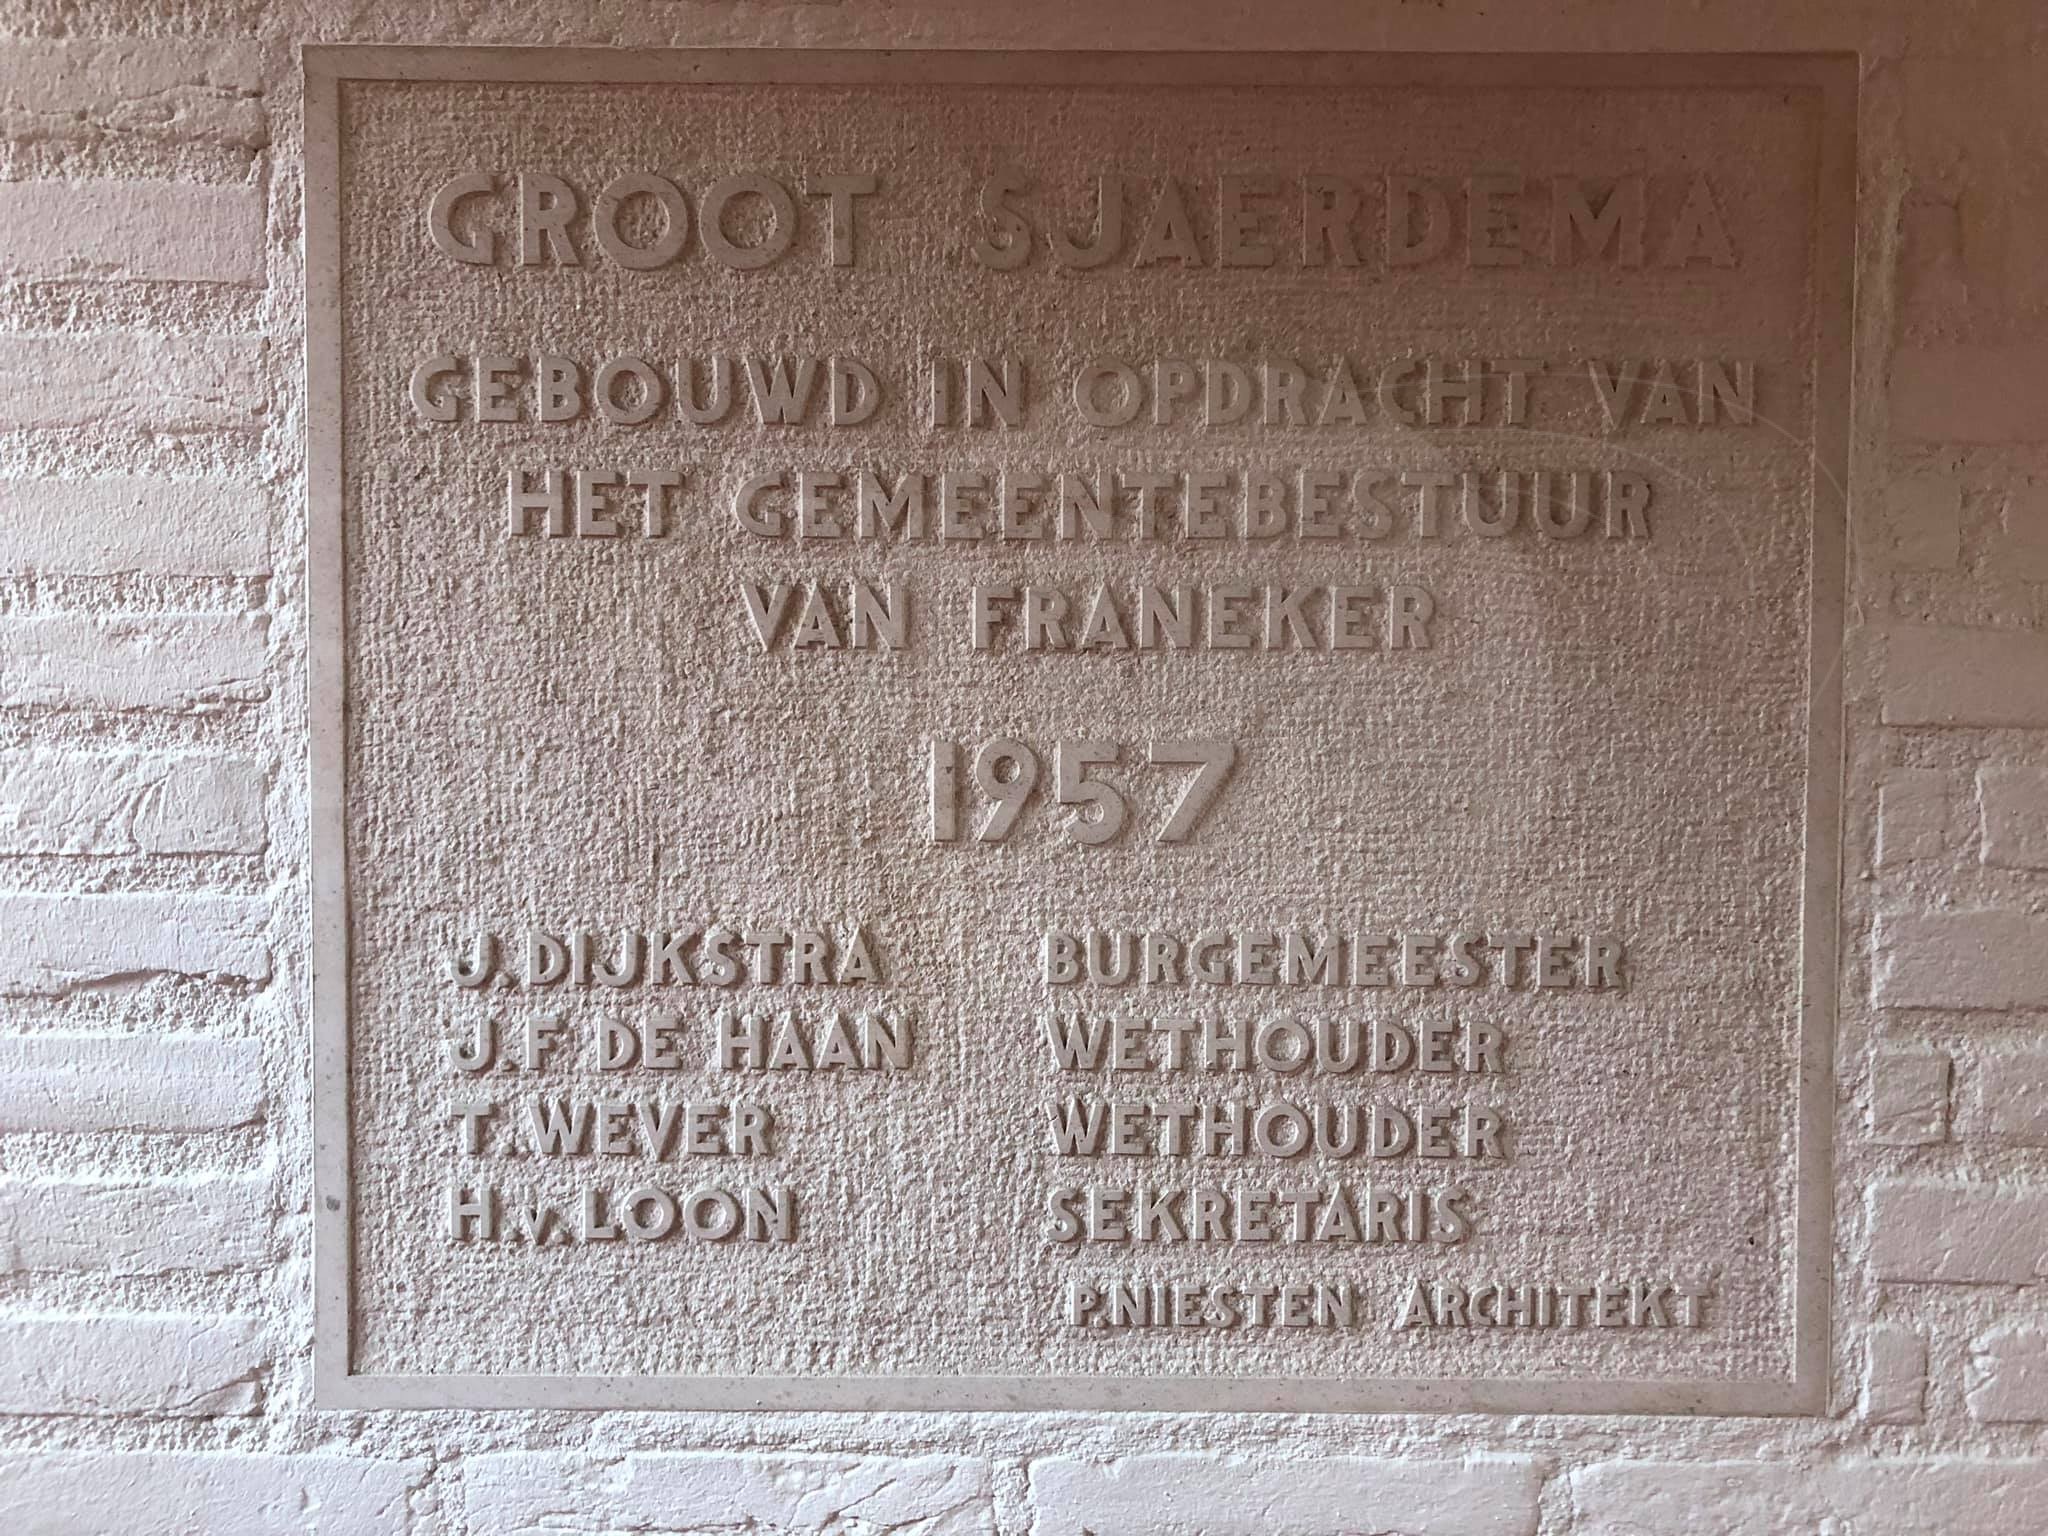 GROOT SJAERDEMA
GEBOUWD IN OPDRACHT VAN
HET GEMEENTEBESTUUR
VAN FRANEKER
1957
J. DIJKSTRA BURGEMEESTER
J.F DE HAAN WETHOUDER
T. WEVER WETHOUDER
H. v. LOON SEKRETARIS
P.NIESTEN ARCHITEKT